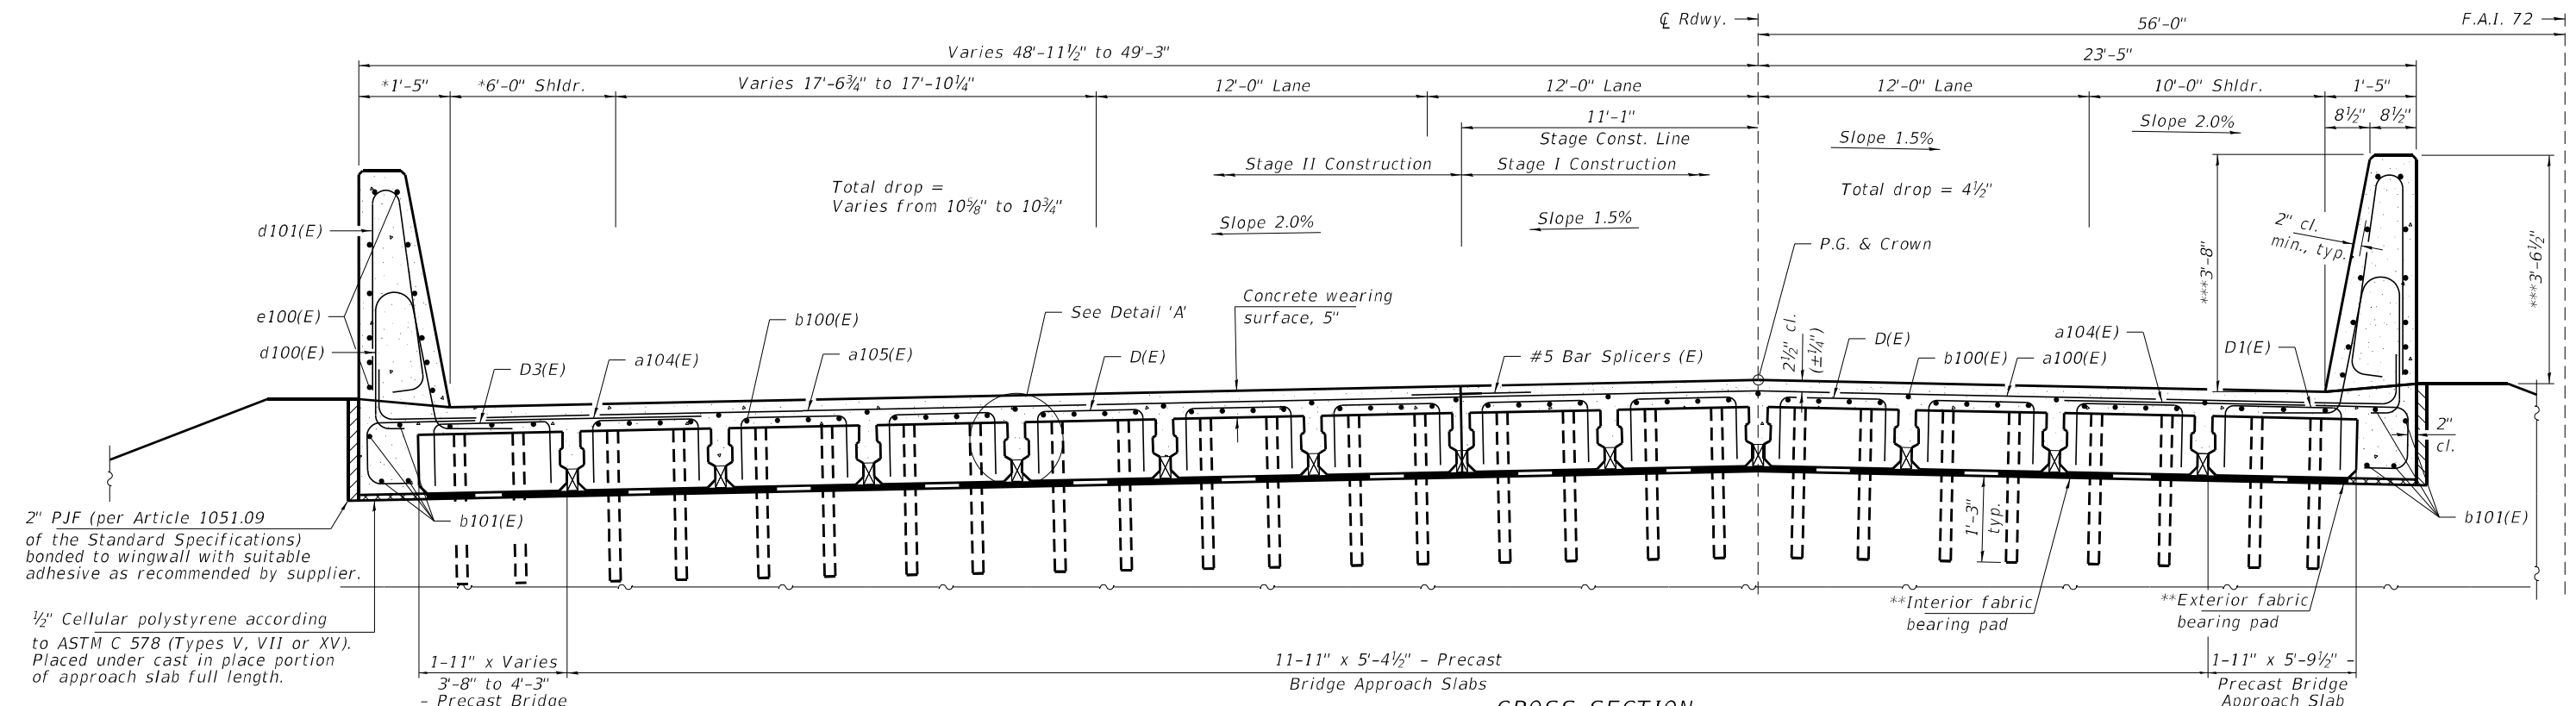 ℄ Rdwy.
56'-0"
F.A.I. 72
Varies 48'-11½" to 49'-3"
23'-5"
*1'-5"
*6'-0" Shldr.
Varies 17'-6¾" to 17'-10¼"
12'-0" Lane
12'-0" Lane
12'-0" Lane
10'-0" Shldr.
1'-5"
8½"
8½"
11'-1"
Stage Const. Line
Slope 1.5%
Slope 2.0%
Stage II Construction
Stage I Construction
Total drop =
Varies from 10⅝" to 10¾"
Total drop = 4½"
Slope 2.0%
Slope 1.5%
2" cl.
min., typ.
***3'-8"
***3'-6½"
d101(E)
P.G. & Crown
e100(E)
d100(E)
b100(E)
See Detail 'A'
Concrete wearing
surface, 5"
D3(E)
a104(E)
a105(E)
D(E)
#5 Bar Splicers (E)
2½" cl.
(±¼")
D(E)
b100(E)
a104(E)
a100(E)
D1(E)
2"
cl.
2" PJF (per Article 1051.09
of the Standard Specifications)
bonded to wingwall with suitable
adhesive as recommended by supplier.
b101(E)
1'-3"
typ.
b101(E)
½" Cellular polystyrene according
to ASTM C 578 (Types V, VII or XV).
Placed under cast in place portion
of approach slab full length.
**Interior fabric
bearing pad
**Exterior fabric
bearing pad
1-11" x Varies
3'-8" to 4'-3"
- Precast Bridge
11-11" x 5'-4½" - Precast
Bridge Approach Slabs
1-11" x 5'-9½" -
Precast Bridge
Approach Slab
CROSS SECTION